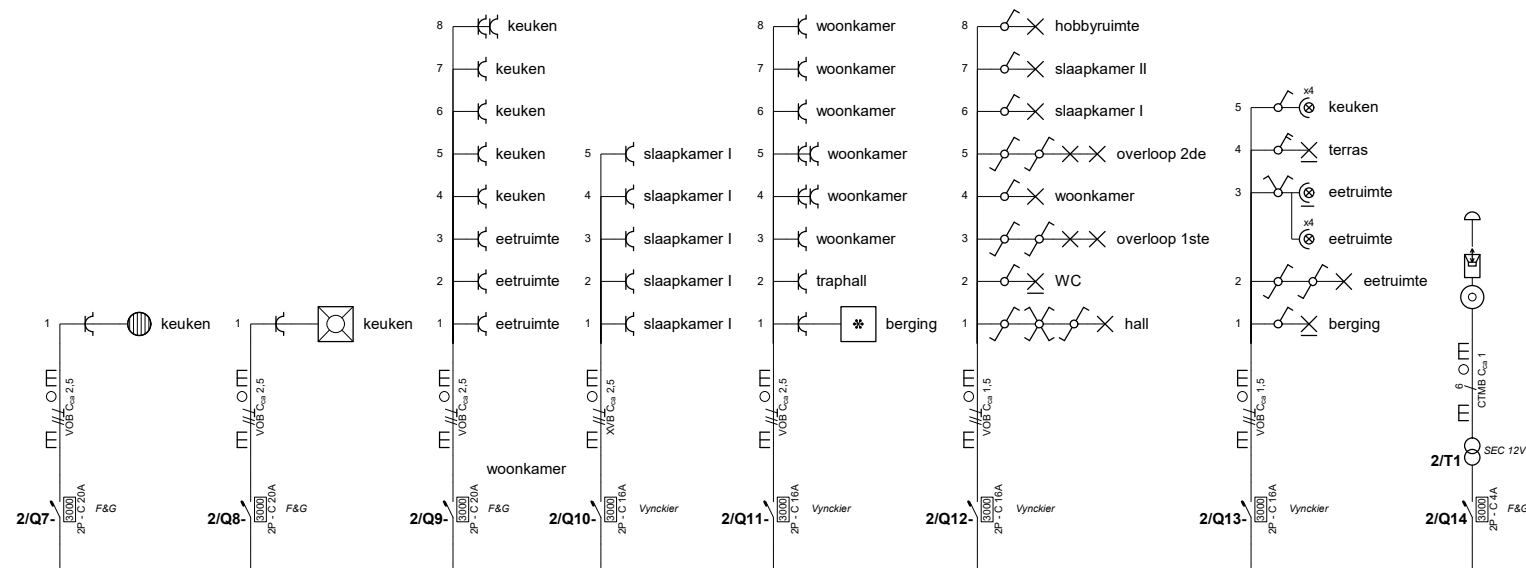 8 keuken
7 keuken
6 keuken
5 keuken
4 keuken
3 eetruimte
2 eetruimte
1 eetruimte
5 slaapkamer I
4 slaapkamer I
3 slaapkamer I
2 slaapkamer I
1 slaapkamer I
8 woonkamer
7 woonkamer
6 woonkamer
5 woonkamer
4 woonkamer
3 woonkamer
2 traphall
1 * berging
8 hobbyruimte
7 slaapkamer II
6 slaapkamer I
5 overloop 2de
4 woonkamer
3 overloop 1ste
2 WC
1 hall
x4
5 keuken
4 terras
3 eetruimte
x4
eetruimte
2 eetruimte
1 berging
1 keuken
1 keuken
VOB Cca 2,5
VOB Cca 2,5
VOB Cca 2,5
XVB Cca 2,5
VOB Cca 2,5
VOB Cca 1,5
VOB Cca 1,5
6
CTMB Cca 1
woonkamer
2/T1 SEC 12V
2/Q7- 3000 2P - C 20A F&G
2/Q8- 3000 2P - C 20A F&G
2/Q9- 3000 2P - C 20A F&G
2/Q10- 3000 2P - C 16A Vynckier
2/Q11- 3000 2P - C 16A Vynckier
2/Q12- 3000 2P - C 16A Vynckier
2/Q13- 3000 2P - C 16A Vynckier
2/Q14 3000 2P - C 4A F&G